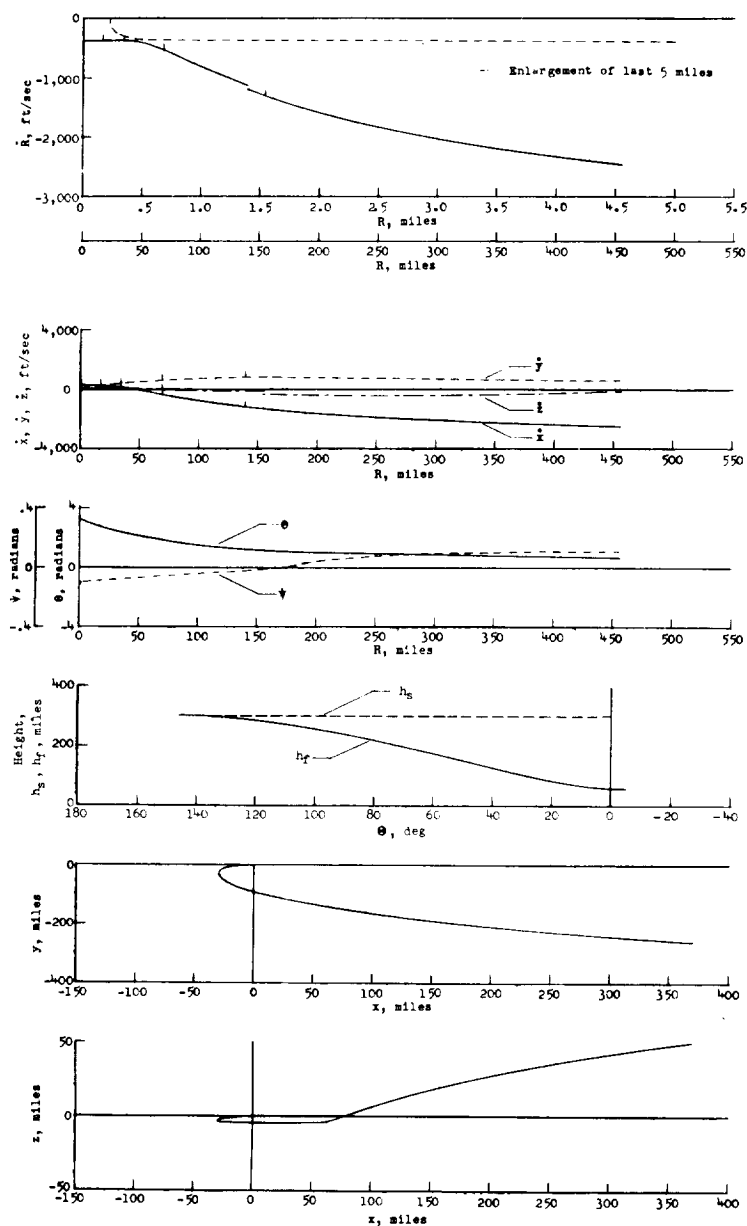 0
-1,000
-2,000
-3,000
Ṙ, ft/sec
-- Enlargement of last 5 miles
0 .5 1.0 1.5 2.0 2.5 3.0 3.5 4.0 4.5 5.0 5.5
R, miles
0 50 100 150 200 250 300 350 400 450 500 550
R, miles
4,000
0
-4,000
ẋ, ẏ, ż, ft/sec
ẏ
ż
ẋ
0 50 100 150 200 250 300 350 400 450 500 550
R, miles
.4
0
.4
ψ, radians
.4
0
-.4
θ, radians
θ
ψ
0 50 100 150 200 250 300 350 400 450 500 550
R, miles
400
200
0
Height,
h_s, h_f, miles
h_s
h_f
180 160 140 120 100 80 60 40 20 0 -20 -40
Θ, deg
0
-200
-400
y, miles
-150 -100 -50 0 50 100 150 200 250 300 350 400
x, miles
50
0
-50
z, miles
-150 -100 -50 0 50 100 150 200 250 300 350 400
x, miles